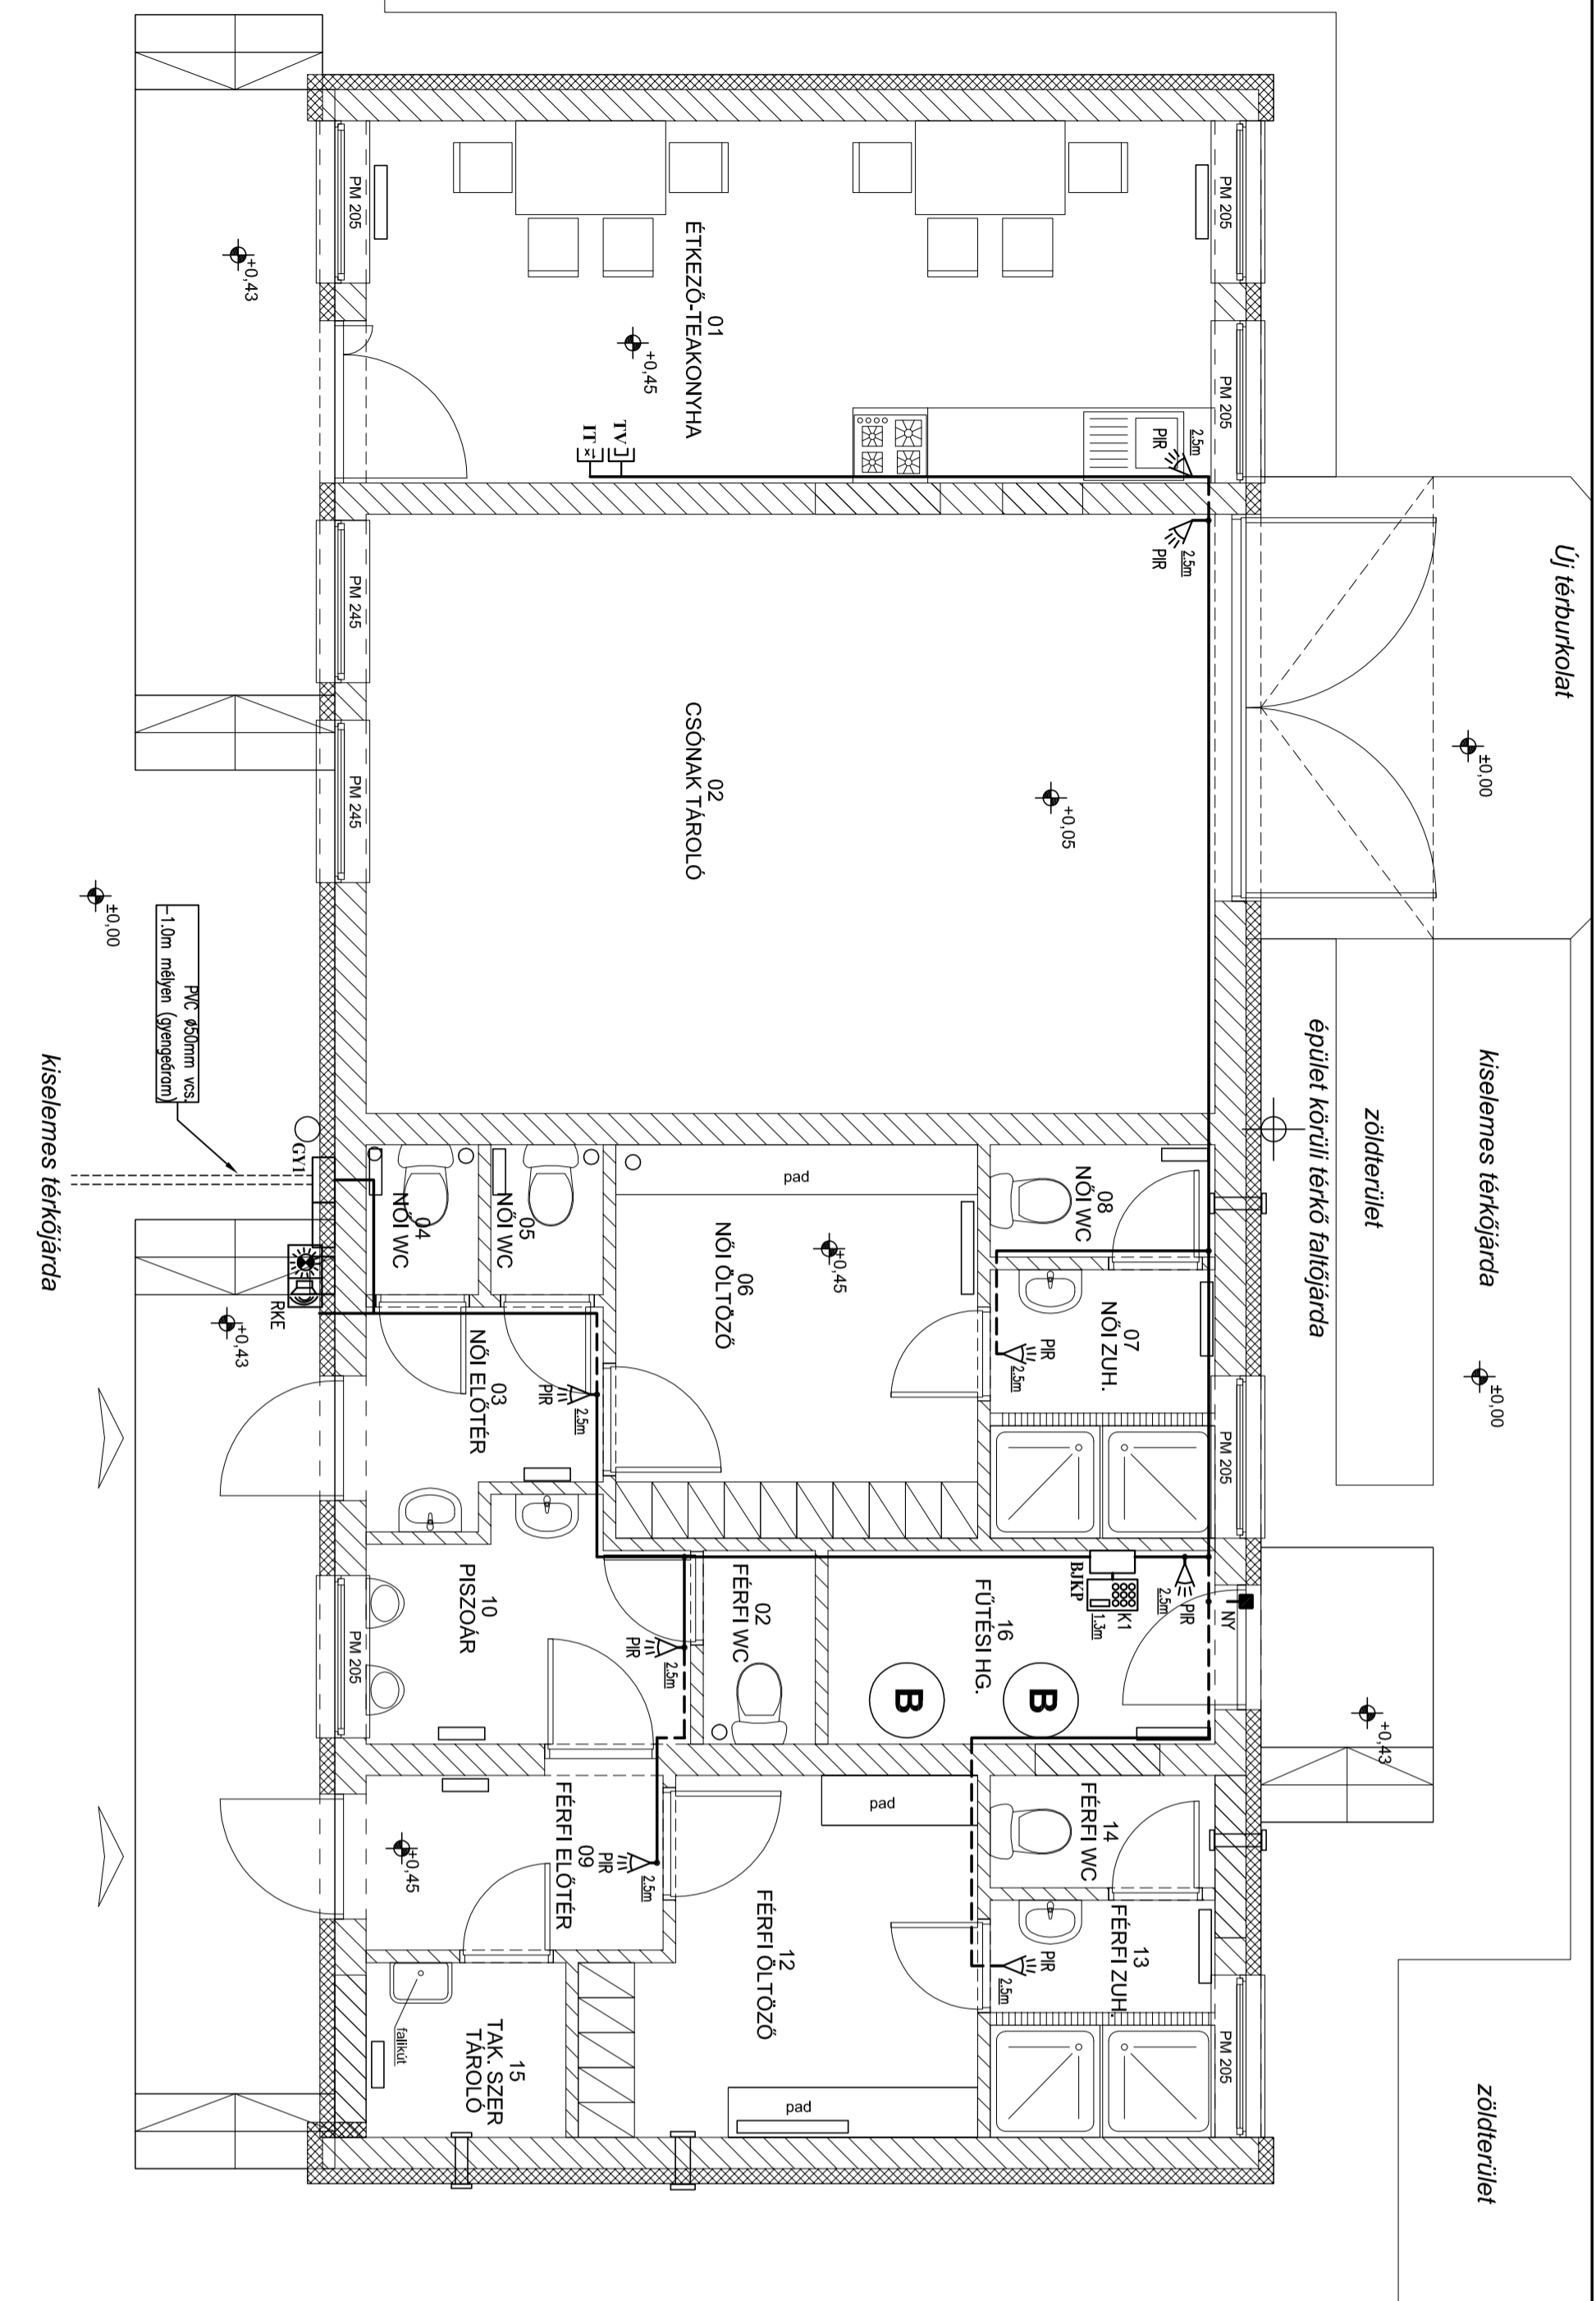 Új térburkolat
±0,00
kiselemes térkőjárda
±0,00
zöldterület
+0,43
zöldterület
épület körüli térkő faltőjárda
PM 205
PM 205
PM 205
PM 205
2.5m
PIR
2.5m
PIR
NY
PIR
2.5m
K1
1.3m
BJKP
08
NŐI WC
07
NŐI ZUH.
PIR
2.5m
14
FÉRFI WC
13
FÉRFI ZUH.
PIR
2.5m
+0,05
B
B
16
FŰTÉSI HG.
pad
+0,45
pad
pad
01
ÉTKEZŐ-TEAKONYHA
+0,45
TV
IT
02
CSÓNAK TÁROLÓ
06
NŐI ÖLTÖZŐ
02
FÉRFI WC
12
FÉRFI ÖLTÖZŐ
2.5m
PIR
2.5m
PIR
2.5m
PIR
05
NŐI WC
04
NŐI WC
03
NŐI ELŐTÉR
10
PISZOÁR
09
FÉRFI ELŐTÉR
15
TAK. SZER
TÁROLÓ
falikút
+0,45
PM 205
PM 245
PM 245
PM 205
GY1
RKE
+0,43
+0,43
PVC ø50mm vcs.
-1.0m mélyen (gyengeáram)
±0,00
kiselemes térkőjárda